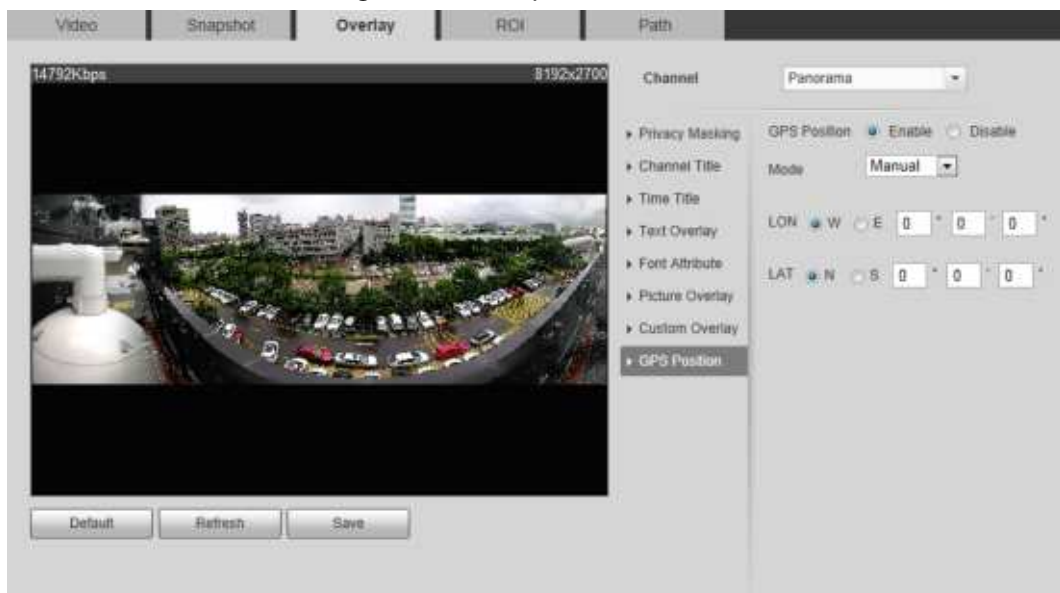 Video Snapshot Overlay ROI Path
14792Kbps 8192x2700
Channel Panorama
Privacy Masking
Channel Title
Time Title
Text Overlay
Font Attribute
Picture Overlay
Custom Overlay
GPS Position
GPS Position Enable Disable
Mode Manual
LON W E 0 ° 0 ' 0 "
LAT N S 0 ° 0 ' 0 "
Default Refresh Save